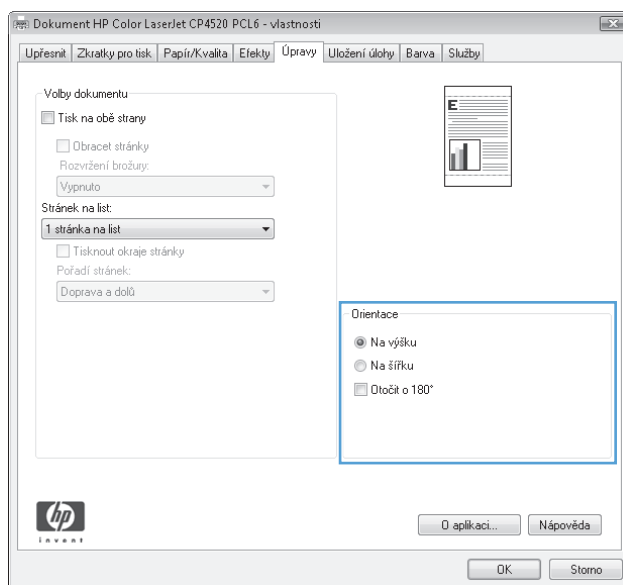 Dokument HP Color LaserJet CP4520 PCL6 - vlastnosti
Upřesnit Zkratky pro tisk Papír/Kvalita Efekty Úpravy Uložení úlohy Barva Služby
Volby dokumentu
Tisk na obě strany
Obracet stránky
Rozvržení brožury:
Vypnuto
Stránek na list:
1 stránka na list
Tisknout okraje stránky
Pořadí stránek:
Doprava a dolů
E
Orientace
Na výšku
Na šířku
Otočit o 180°
hp
invent
O aplikaci... Nápověda
OK Storno